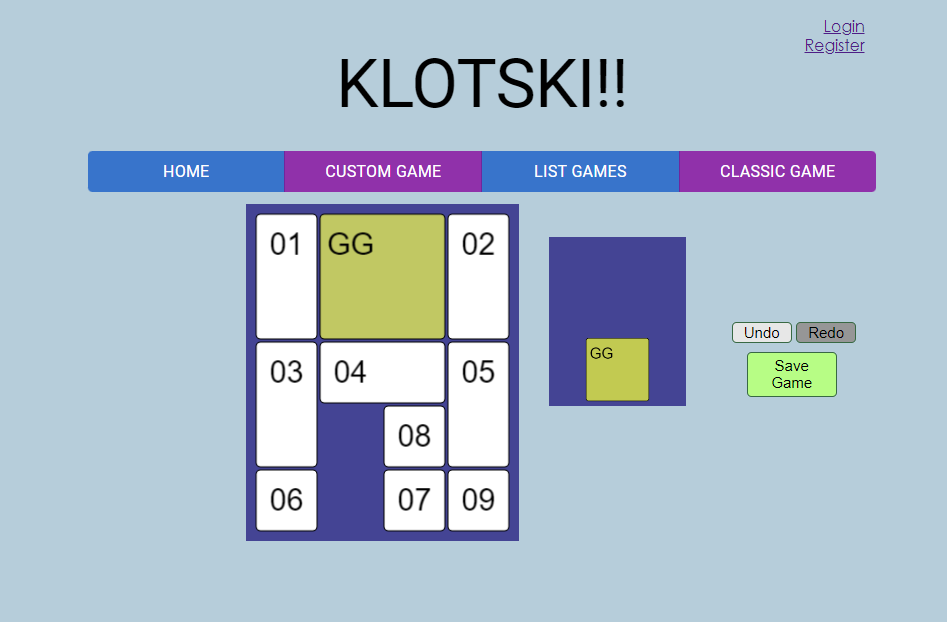 Login
Register
KLOTSKI!!
HOME CUSTOM GAME LIST GAMES CLASSIC GAME
01 GG 02
03 04 05
08
06 07 09
GG
Undo Redo
Save
Game